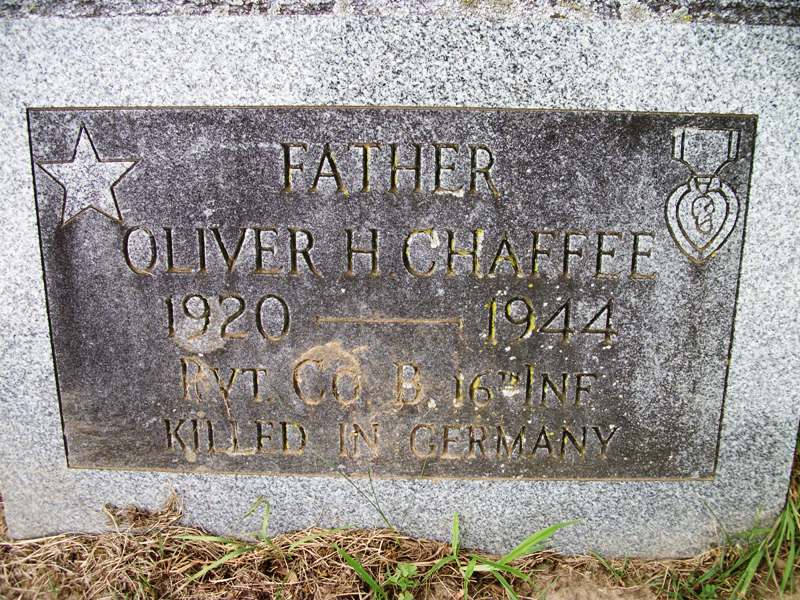 FATHER
OLIVER H. CHAFFEE
1920 — 1944
PVT. CO. B. 16TH INF
KILLED IN GERMANY